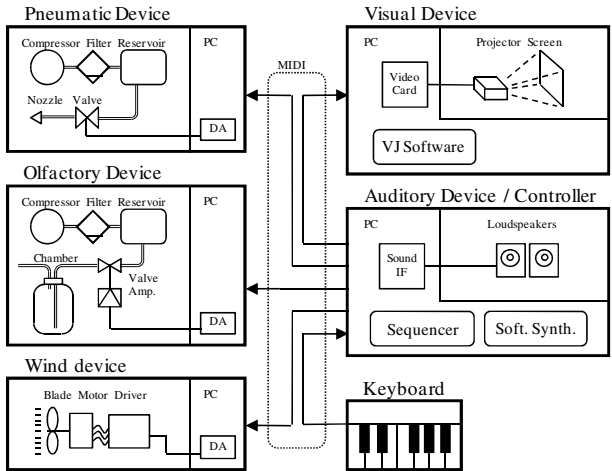 Pneumatic Device
Compressor Filter Reservoir
PC
Nozzle Valve
DA
Olfactory Device
Compressor Filter Reservoir
PC
Chamber
Valve
Amp.
DA
Wind device
Blade Motor Driver
PC
DA
MIDI
Visual Device
PC
Projector Screen
Video
Card
VJ Software
Auditory Device / Controller
PC
Loudspeakers
Sound
IF
Sequencer
Soft. Synth.
Keyboard